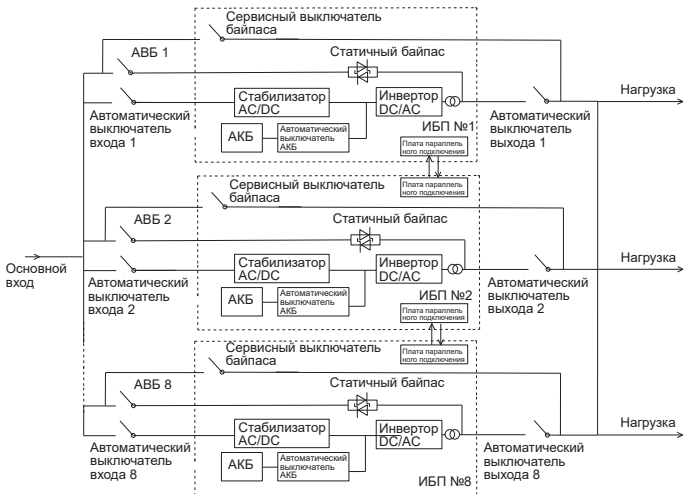 Сервисный выключатель
байпаса
АВБ 1
Статичный байпас
Нагрузка
Стабилизатор
AC/DC
Инвертор
DC/AC
Автоматический
выключатель
входа 1
АКБ
Автоматический
выключатель
АКБ
ИБП №1
Автоматический
выключатель
выхода 1
Плата параллель
ного подключения
Плата параллель
ного подключения
Сервисный выключатель
байпаса
АВБ 2
Статичный байпас
Основной
вход
Нагрузка
Стабилизатор
AC/DC
Инвертор
DC/AC
Автоматический
выключатель
входа 2
АКБ
Автоматический
выключатель
АКБ
ИБП №2
Автоматический
выключатель
выхода 2
Плата параллель
ного подключения
Плата параллель
ного подключения
Сервисный выключатель
байпаса
АВБ 8
Статичный байпас
Нагрузка
Стабилизатор
AC/DC
Инвертор
DC/AC
Автоматический
выключатель
входа 8
АКБ
Автоматический
выключатель
АКБ
ИБП №8
Автоматический
выключатель
выхода 8